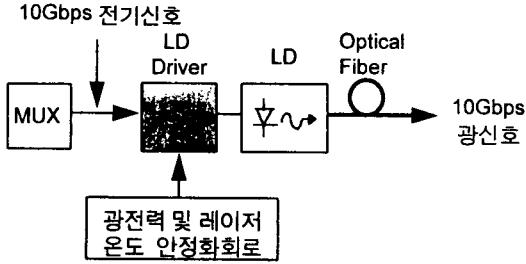 10Gbps 전기신호
LD
Driver
LD
Optical
Fiber
MUX
10Gbps
광신호
광전력 및 레이저
온도 안정화회로